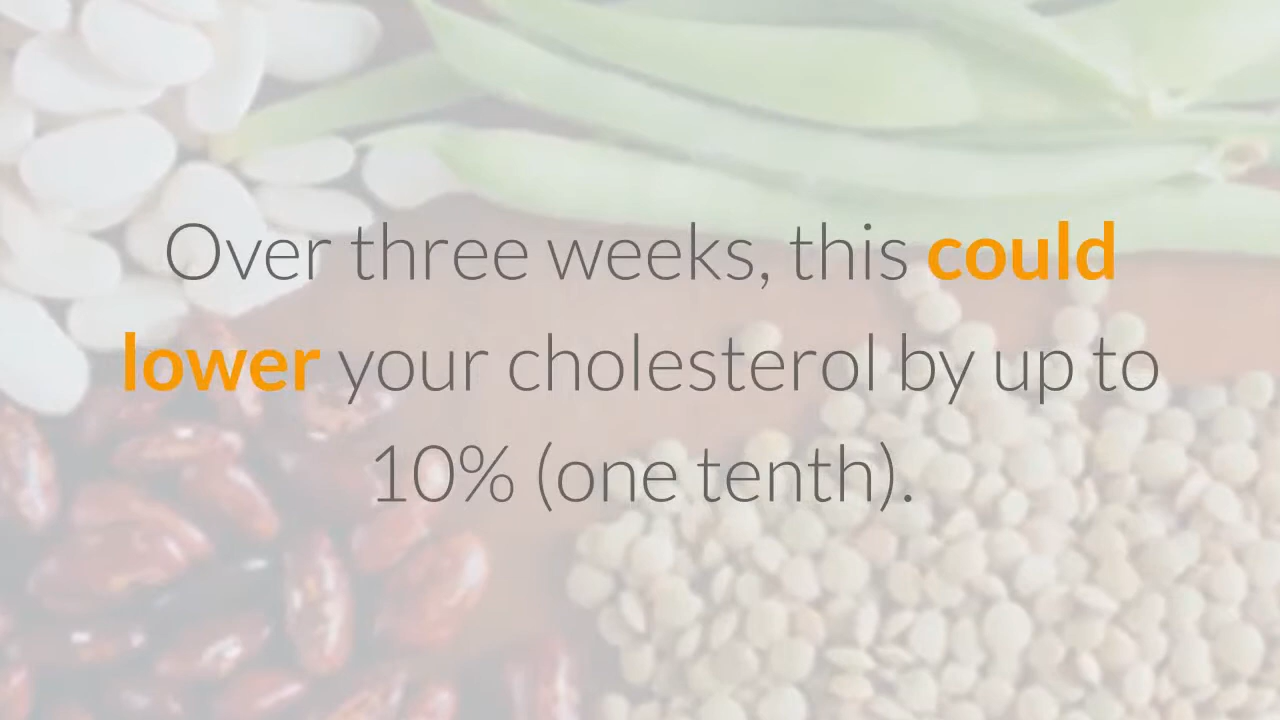 Over three weeks, this could
lower your cholesterol by up to
10% (one tenth).